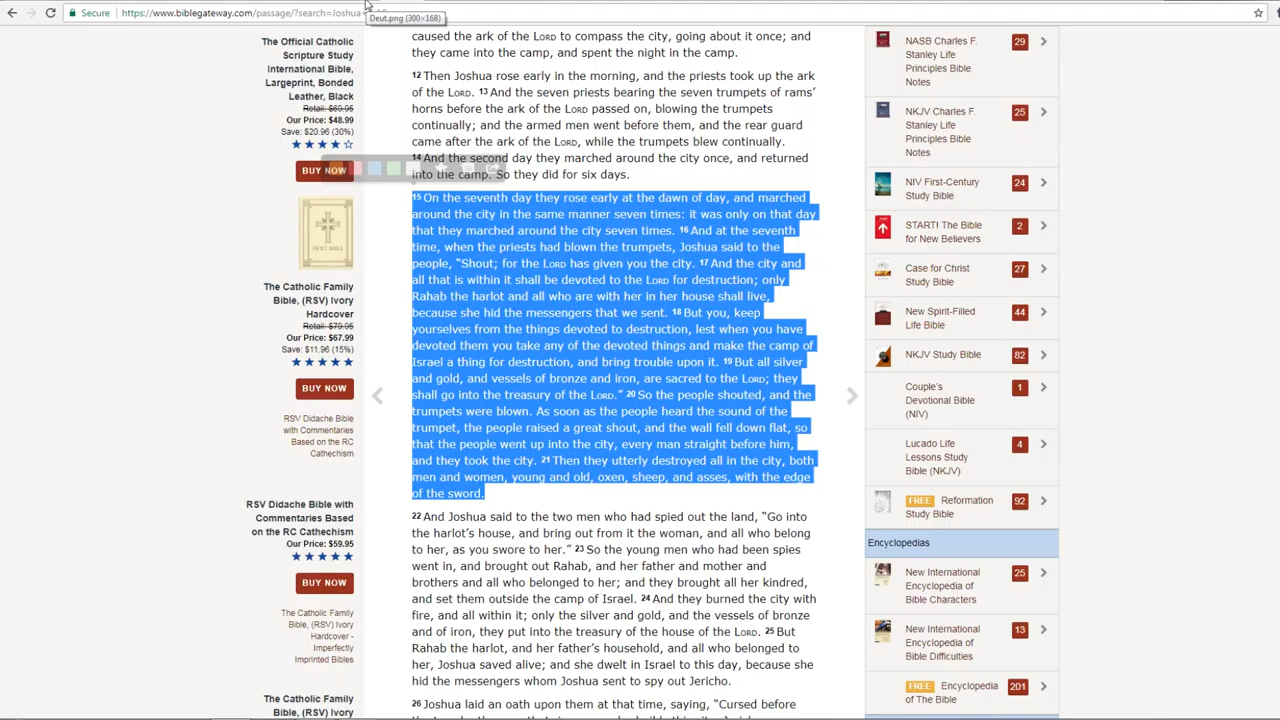 Secure
https://www.biblegateway.com/passage/?search=Joshua+
Deut.png (300×168)
The Official Catholic
Scripture Study
International Bible,
Largeprint, Bonded
Leather, Black
Retail: $69.95
Our Price: $48.99
Save: $20.96 (30%)
BUY NOW
HOLY BIBLE
The Catholic Family
Bible, (RSV) Ivory
Hardcover
Retail: $79.95
Our Price: $67.99
Save: $11.96 (15%)
BUY NOW
RSV Didache Bible
with Commentaries
Based on the RC
Catechism
RSV Didache Bible with
Commentaries Based
on the RC Catechism
Our Price: $59.95
BUY NOW
The Catholic Family
Bible, (RSV) Ivory
Hardcover -
Imperfectly
Imprinted Bibles
The Catholic Family
Bible, (RSV) Ivory
caused the ark of the LORD to compass the city, going about it once; and
they came into the camp, and spent the night in the camp.
12 Then Joshua rose early in the morning, and the priests took up the ark
of the LORD. 13 And the seven priests bearing the seven trumpets of rams’
horns before the ark of the LORD passed on, blowing the trumpets
continually; and the armed men went before them, and the rear guard
came after the ark of the LORD, while the trumpets blew continually.
14 And the second day they marched around the city once, and returned
into the camp. So they did for six days.
15 On the seventh day they rose early at the dawn of day, and marched
around the city in the same manner seven times: it was only on that day
that they marched around the city seven times. 16 And at the seventh
time, when the priests had blown the trumpets, Joshua said to the
people, “Shout; for the LORD has given you the city. 17 And the city and
all that is within it shall be devoted to the LORD for destruction; only
Rahab the harlot and all who are with her in her house shall live,
because she hid the messengers that we sent. 18 But you, keep
yourselves from the things devoted to destruction, lest when you have
devoted them you take any of the devoted things and make the camp of
Israel a thing for destruction, and bring trouble upon it. 19 But all silver
and gold, and vessels of bronze and iron, are sacred to the LORD; they
shall go into the treasury of the LORD.” 20 So the people shouted, and the
trumpets were blown. As soon as the people heard the sound of the
trumpet, the people raised a great shout, and the wall fell down flat, so
that the people went up into the city, every man straight before him,
and they took the city. 21 Then they utterly destroyed all in the city, both
men and women, young and old, oxen, sheep, and asses, with the edge
of the sword.
22 And Joshua said to the two men who had spied out the land, “Go into
the harlot’s house, and bring out from it the woman, and all who belong
to her, as you swore to her.” 23 So the young men who had been spies
went in, and brought out Rahab, and her father and mother and
brothers and all who belonged to her; and they brought all her kindred,
and set them outside the camp of Israel. 24 And they burned the city with
fire, and all within it; only the silver and gold, and the vessels of bronze
and of iron, they put into the treasury of the house of the LORD. 25 But
Rahab the harlot, and her father’s household, and all who belonged to
her, Joshua saved alive; and she dwelt in Israel to this day, because she
hid the messengers whom Joshua sent to spy out Jericho.
26 Joshua laid an oath upon them at that time, saying, “Cursed before
NASB Charles F.
Stanley Life
Principles Bible
Notes
29
NKJV Charles F.
Stanley Life
Principles Bible
Notes
25
NIV First-Century
Study Bible
24
START! The Bible
for New Believers
2
Case for Christ
Study Bible
27
New Spirit-Filled
Life Bible
44
NKJV Study Bible
82
Couple's
Devotional Bible
(NIV)
1
Lucado Life
Lessons Study
Bible (NKJV)
4
FREE Reformation
Study Bible
92
Encyclopedias
New International
Encyclopedia of
Bible Characters
25
New International
Encyclopedia of
Bible Difficulties
13
FREE Encyclopedia
of The Bible
201